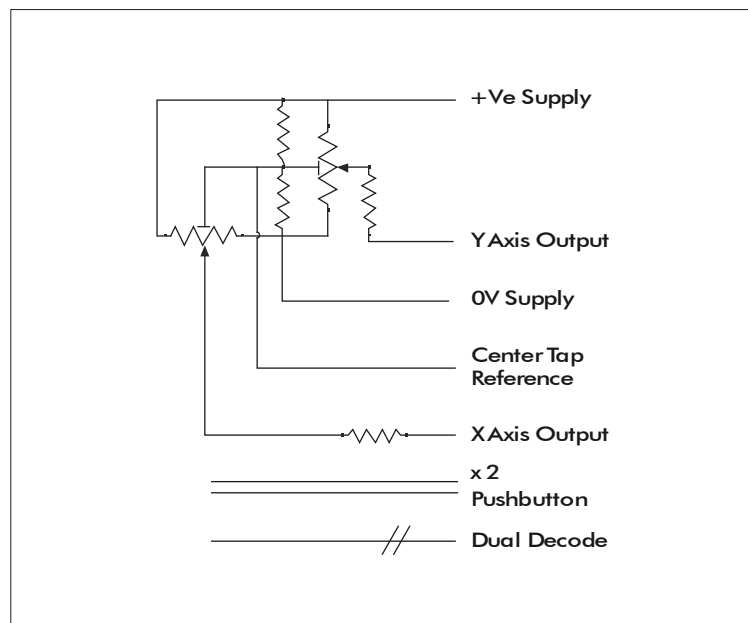 +Ve Supply
Y Axis Output
0V Supply
Center Tap
Reference
X Axis Output
x 2
Pushbutton
Dual Decode